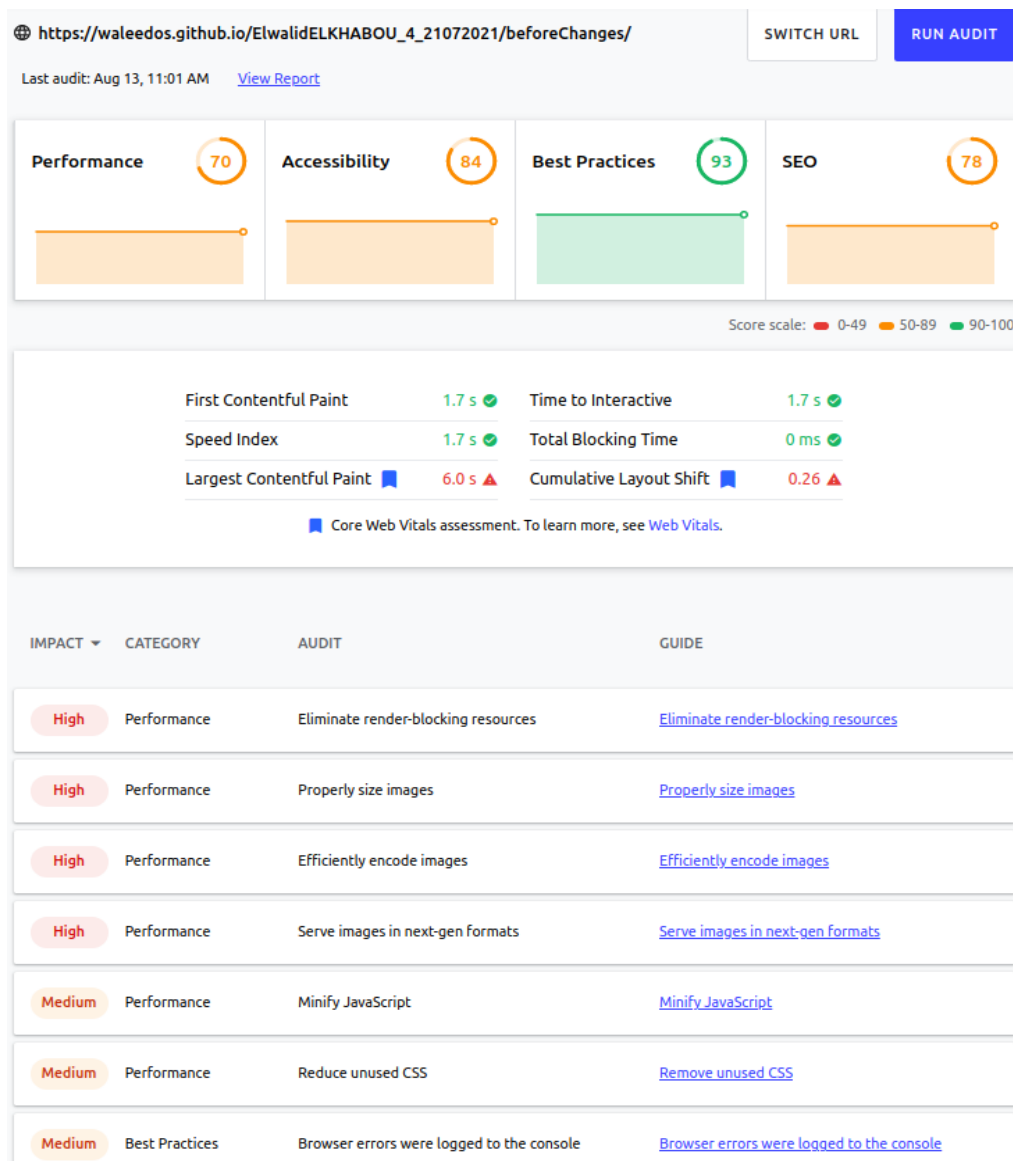 https://waleedos.github.io/ElwalidELKHABOU_4_21072021/beforeChanges/ SWITCH URL RUN AUDIT
Last audit: Aug 13, 11:01 AM View Report
Performance 70 Accessibility 84 Best Practices 93 SEO 78
Score scale: 0-49 50-89 90-100
First Contentful Paint 1.7 s Time to Interactive 1.7 s
Speed Index 1.7 s Total Blocking Time 0 ms
Largest Contentful Paint 6.0 s Cumulative Layout Shift 0.26
Core Web Vitals assessment. To learn more, see Web Vitals.
IMPACT CATEGORY AUDIT GUIDE
High Performance Eliminate render-blocking resources Eliminate render-blocking resources
High Performance Properly size images Properly size images
High Performance Efficiently encode images Efficiently encode images
High Performance Serve images in next-gen formats Serve images in next-gen formats
Medium Performance Minify JavaScript Minify JavaScript
Medium Performance Reduce unused CSS Remove unused CSS
Medium Best Practices Browser errors were logged to the console Browser errors were logged to the console